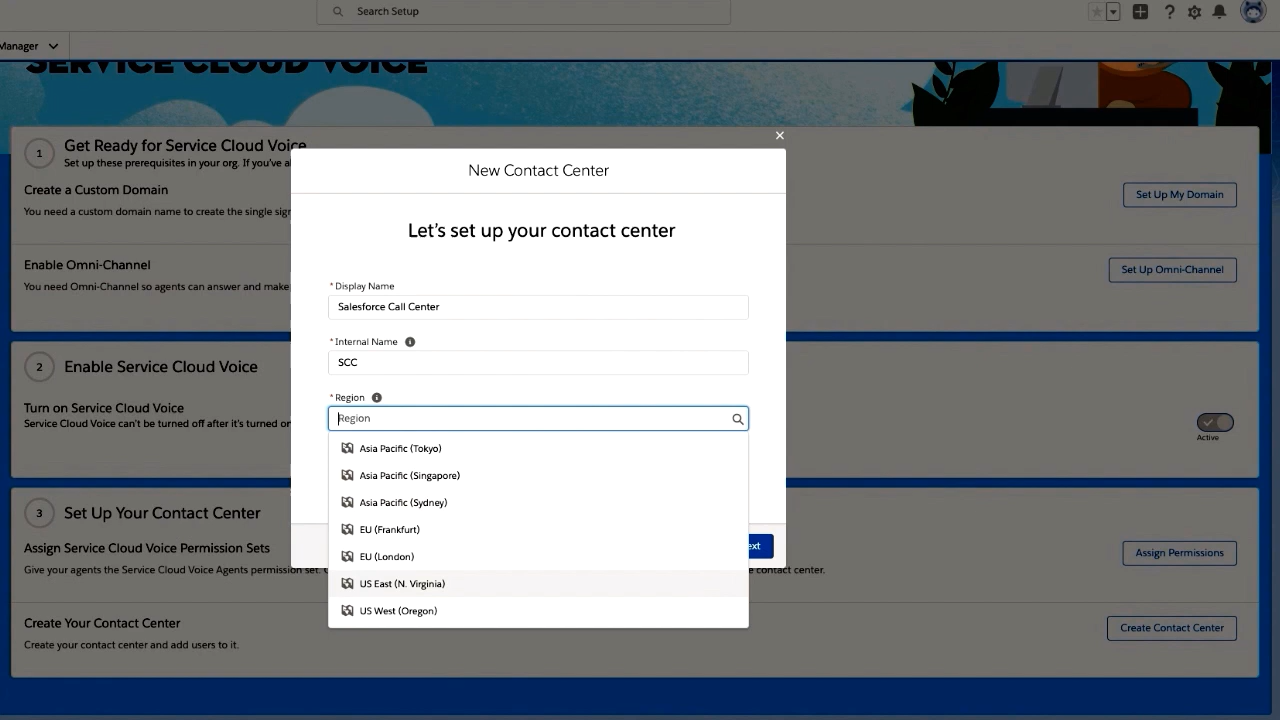 Search Setup
Manager
SERVICE CLOUD VOICE
1
Get Ready for Service Cloud Voice
Set up these prerequisites in your org. If you've al
Create a Custom Domain
You need a custom domain name to create the single sign
Set Up My Domain
Enable Omni-Channel
You need Omni-Channel so agents can answer and make
Set Up Omni-Channel
New Contact Center
Let's set up your contact center
* Display Name
Salesforce Call Center
* Internal Name
SCC
* Region
Region
Asia Pacific (Tokyo)
Asia Pacific (Singapore)
Asia Pacific (Sydney)
EU (Frankfurt)
EU (London)
US East (N. Virginia)
US West (Oregon)
ext
2
Enable Service Cloud Voice
Turn on Service Cloud Voice
Service Cloud Voice can't be turned off after it's turned on
Active
3
Set Up Your Contact Center
Assign Service Cloud Voice Permission Sets
Give your agents the Service Cloud Voice Agents permission set.
e contact center.
Assign Permissions
Create Your Contact Center
Create your contact center and add users to it.
Create Contact Center